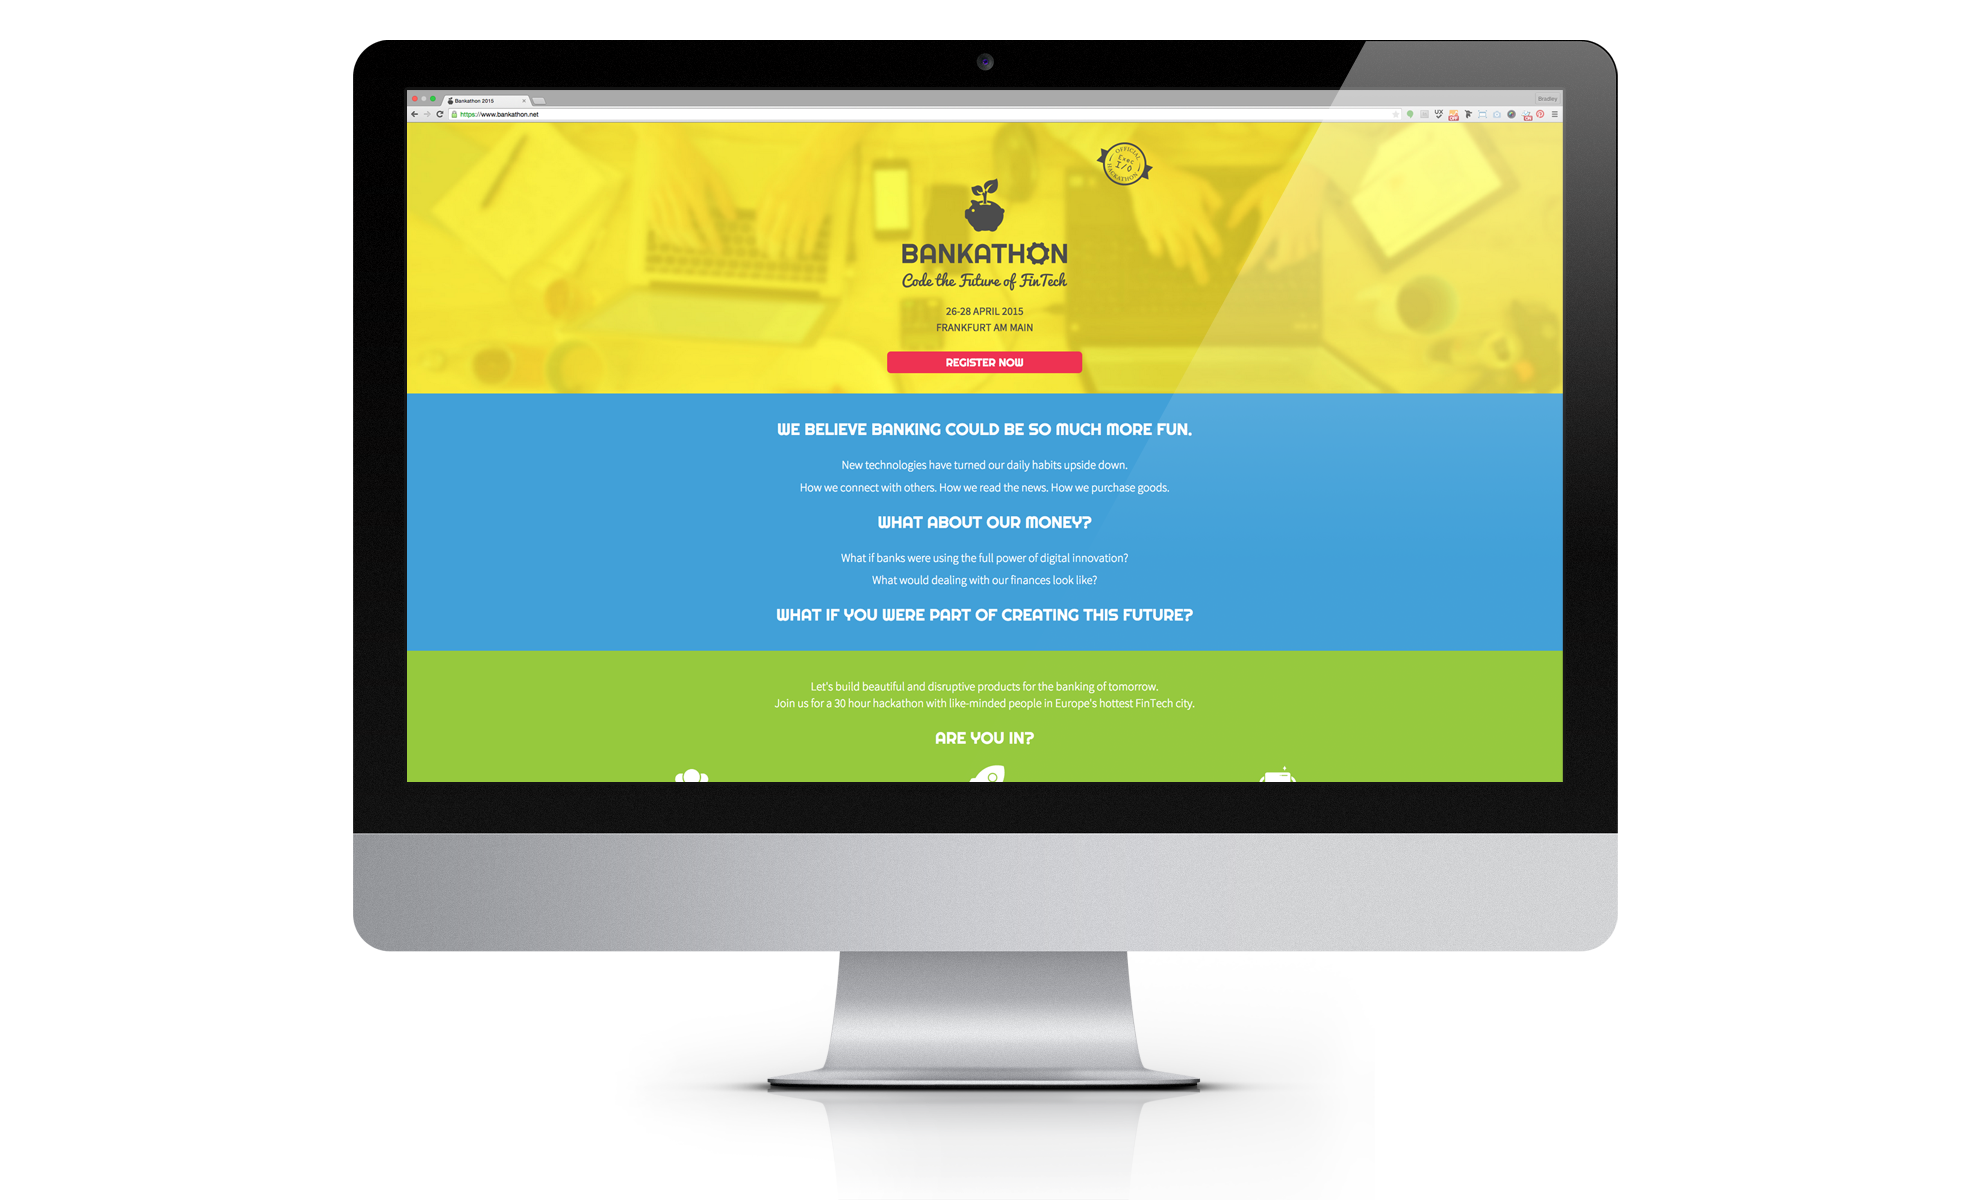 Bankathon 2015
Bradley
https://www.bankathon.net
UX
OFF
ON
OFFICIAL
Exec
I/O
HACKATHON
BANKATHON
Code the Future of FinTech
26-28 APRIL 2015
FRANKFURT AM MAIN
REGISTER NOW
WE BELIEVE BANKING COULD BE SO MUCH MORE FUN.
New technologies have turned our daily habits upside down.
How we connect with others. How we read the news. How we purchase goods.
WHAT ABOUT OUR MONEY?
What if banks were using the full power of digital innovation?
What would dealing with our finances look like?
WHAT IF YOU WERE PART OF CREATING THIS FUTURE?
Let's build beautiful and disruptive products for the banking of tomorrow.
Join us for a 30 hour hackathon with like-minded people in Europe's hottest FinTech city.
ARE YOU IN?